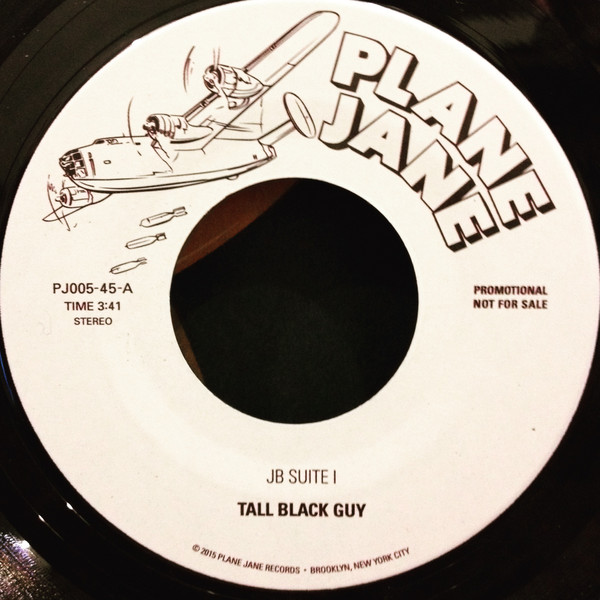 PLANE
JANE
PJ005-45-A
TIME 3:41
STEREO
PROMOTIONAL
NOT FOR SALE
JB SUITE I
TALL BLACK GUY
© 2015 PLANE JANE RECORDS • BROOKLYN, NEW YORK CITY